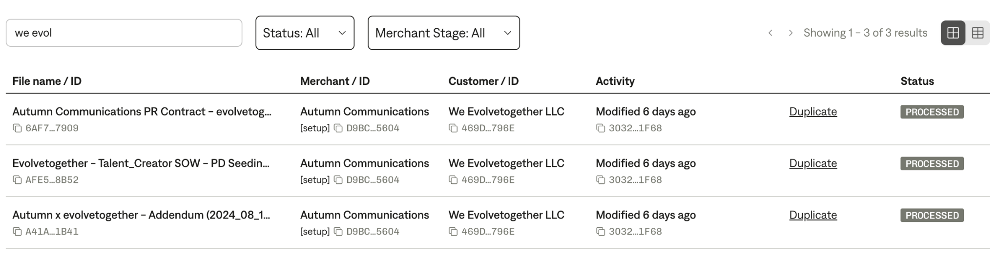 we evol
Status: All
Merchant Stage: All
Showing 1 – 3 of 3 results
File name / ID Merchant / ID Customer / ID Activity Status
Autumn Communications PR Contract – evolvetog... Autumn Communications We Evolvetogether LLC Modified 6 days ago Duplicate PROCESSED
6AF7…7909 [setup] D9BC…5604 469D…796E 3032…1F68
Evolvetogether – Talent_Creator SOW – PD Seedin... Autumn Communications We Evolvetogether LLC Modified 6 days ago Duplicate PROCESSED
AFE5…8B52 [setup] D9BC…5604 469D…796E 3032…1F68
Autumn x evolvetogether – Addendum (2024_08_1... Autumn Communications We Evolvetogether LLC Modified 6 days ago Duplicate PROCESSED
A41A…1B41 [setup] D9BC…5604 469D…796E 3032…1F68